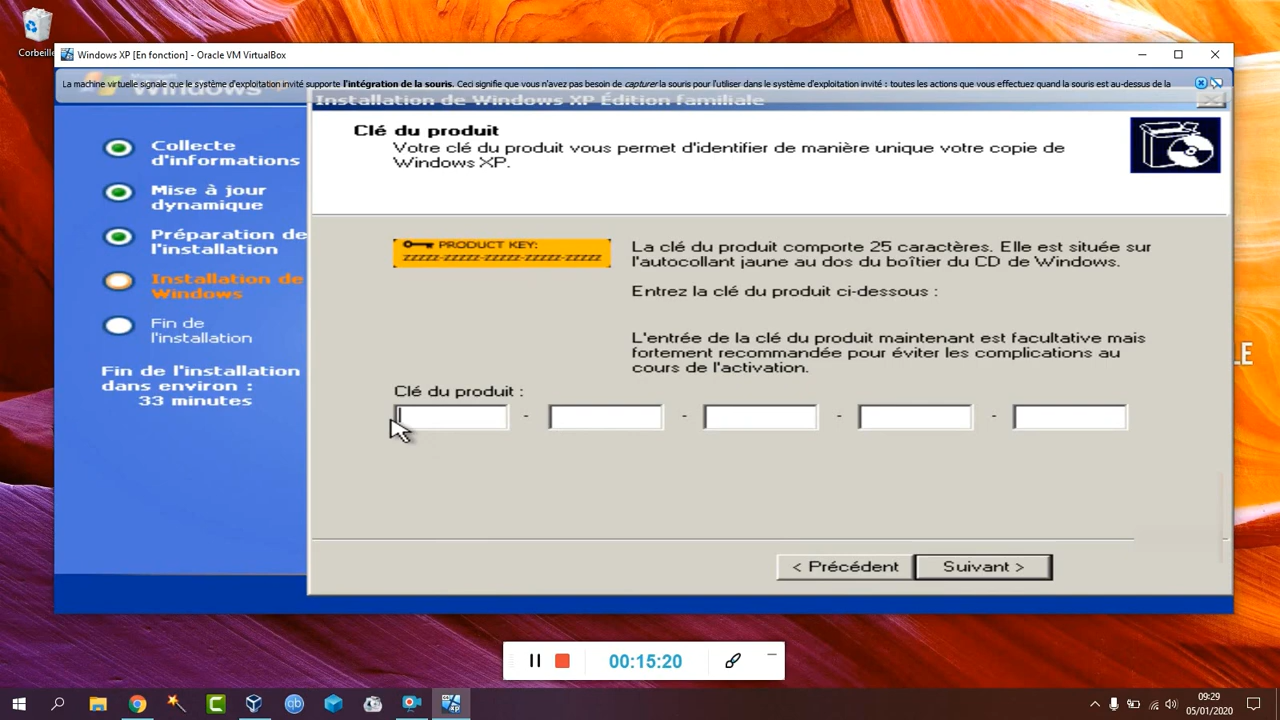 Corbeille
Windows XP [En fonction] - Oracle VM VirtualBox
La machine virtuelle signale que le système d'exploitation invité supporte l'intégration de la souris. Ceci signifie que vous n'avez pas besoin de capturer la souris pour l'utiliser dans le système d'exploitation invité : toutes les actions que vous effectuez quand la souris est au-dessus de la
Windows
Installation de Windows XP Édition familiale
Clé du produit
Votre clé du produit vous permet d'identifier de manière unique votre copie de
Windows XP.
Collecte
d'informations
Mise à jour
dynamique
Préparation de
l'installation
Installation de
Windows
Fin de
l'installation
Fin de l'installation
dans environ :
33 minutes
PRODUCT KEY:
ZZZZZ-ZZZZZ-ZZZZZ-ZZZZZ-ZZZZZ
La clé du produit comporte 25 caractères. Elle est située sur
l'autocollant jaune au dos du boîtier du CD de Windows.
Entrez la clé du produit ci-dessous :
L'entrée de la clé du produit maintenant est facultative mais
fortement recommandée pour éviter les complications au
cours de l'activation.
Clé du produit :
- - - -
< Précédent
Suivant >
LE
00:15:20
09:29
05/01/2020